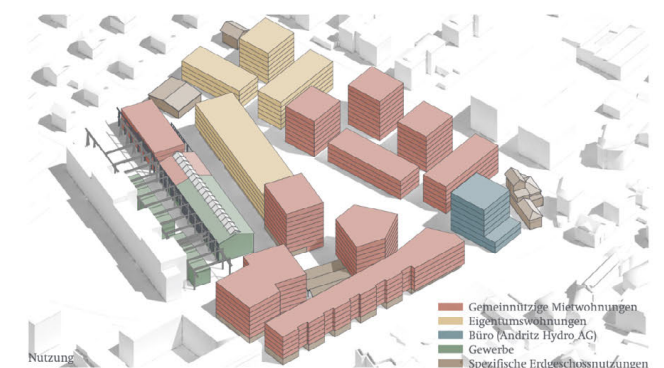 Gemeinnützige Mietwohnungen
Eigentumswohnungen
Büro (Andritz Hydro AG)
Gewerbe
Spezifische Erdgeschossnutzungen
Nutzung